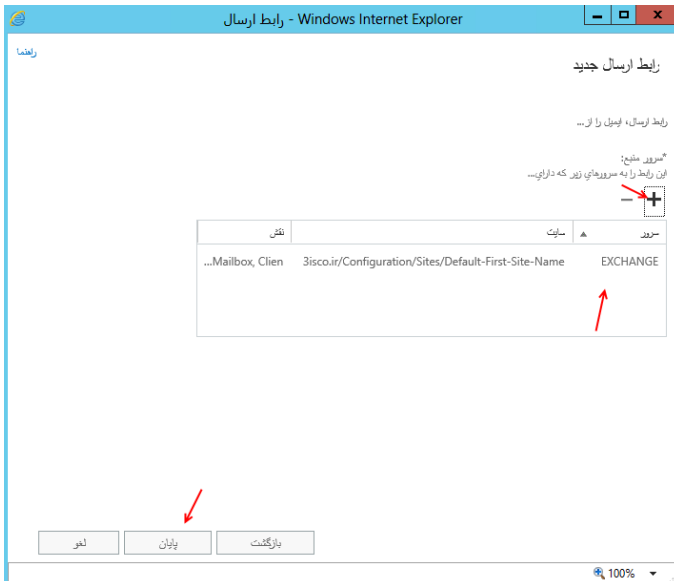 رابط ارسال - Windows Internet Explorer
راهنما
رابط ارسال جدید
رابط ارسال، ایمیل را از ...
*سرور منبع:
این رابط را به سرورهاي زیر که داراي...
سرور سایت نقش
EXCHANGE 3isco.ir/Configuration/Sites/Default-First-Site-Name Mailbox, Clien...
بازگشت پایان لغو
100%